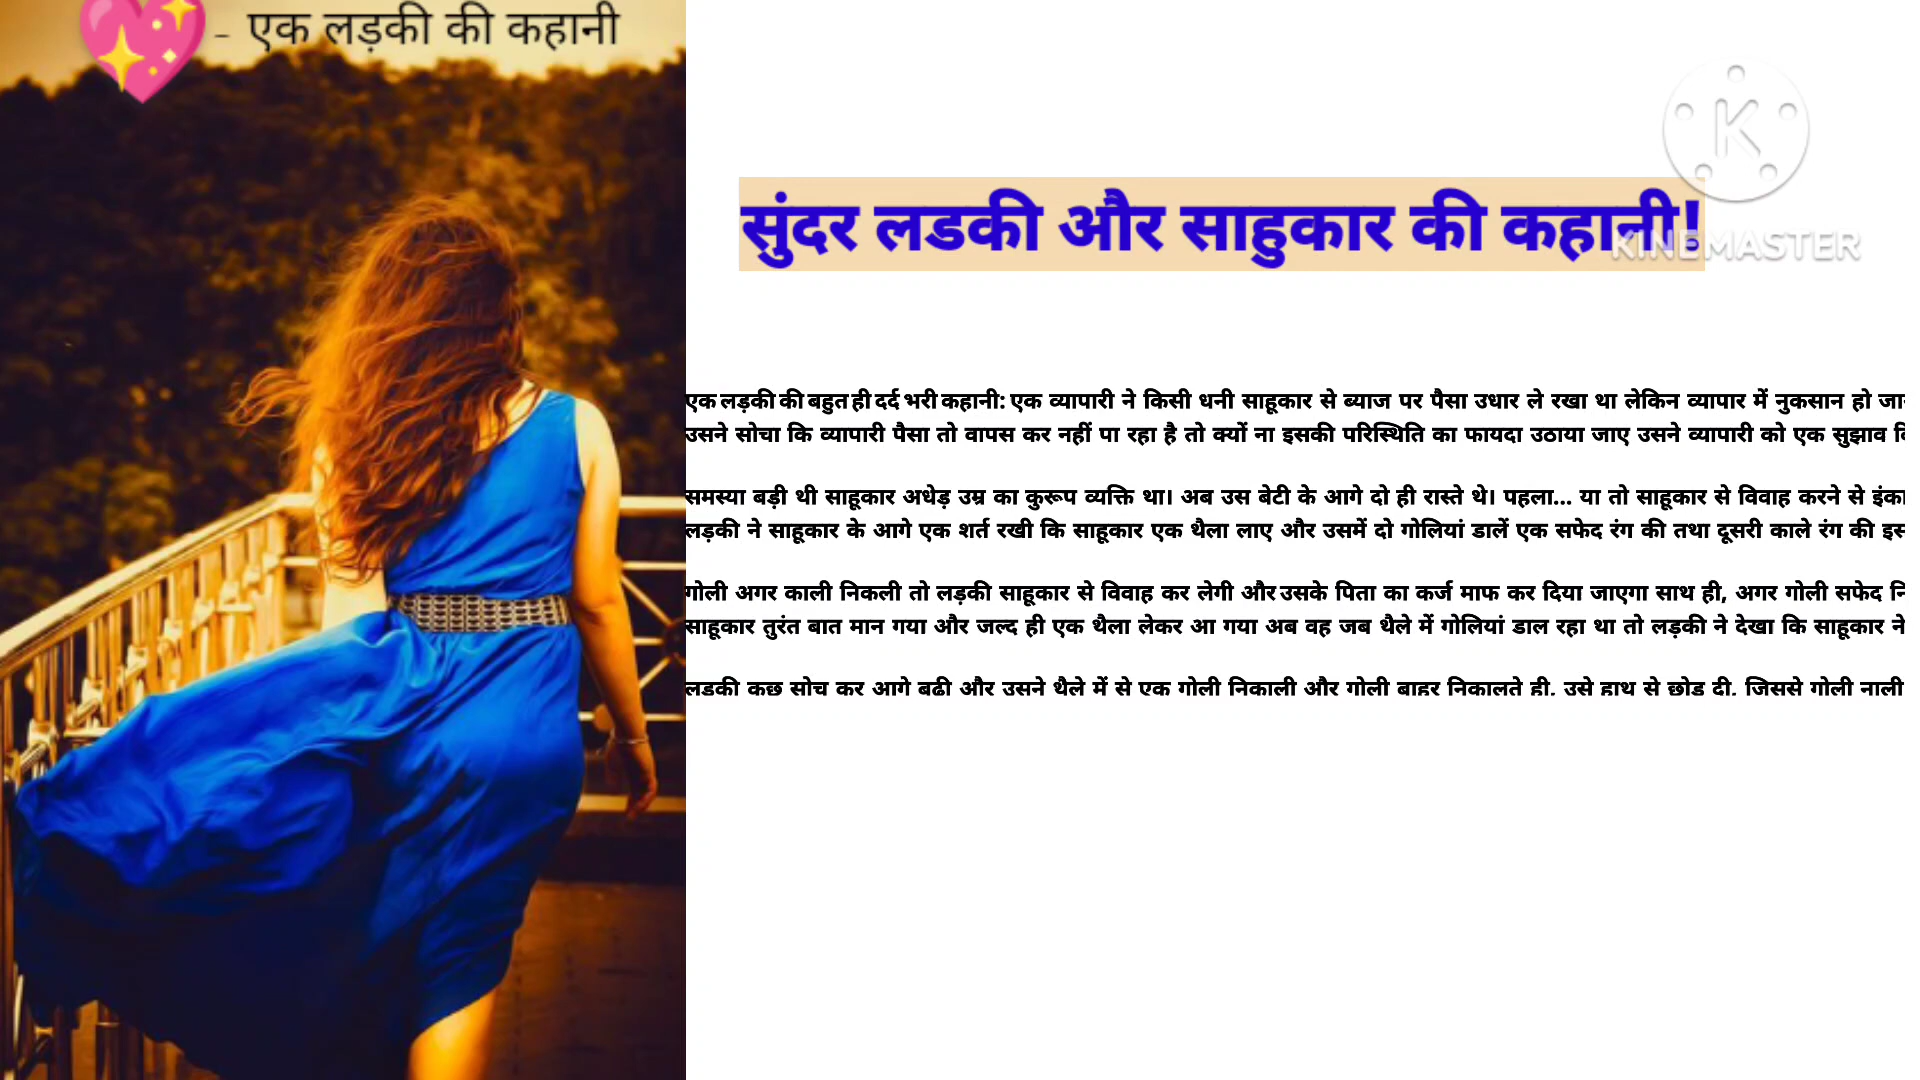 - एक लड़की की कहानी
सुंदर लडकी और साहुकार की कहानी!
KINEMASTER
एक लड़की की बहुत ही दर्द भरी कहानी: एक व्यापारी ने किसी धनी साहूकार से ब्याज पर पैसा उधार ले रखा था लेकिन व्यापार में नुकसान हो
उसने सोचा कि व्यापारी पैसा तो वापस कर नहीं पा रहा है तो क्यों ना इसकी परिस्थिति का फायदा उठाया जाए उसने व्यापारी को एक सुझाव
समस्या बड़ी थी साहूकार अधेड़ उम्र का कुरूप व्यक्ति था। अब उस बेटी के आगे दो ही रास्ते थे। पहला... या तो साहूकार से विवाह करने से
लड़की ने साहूकार के आगे एक शर्त रखी कि साहूकार एक थैला लाए और उसमें दो गोलियां डालें एक सफेद रंग की तथा दूसरी काले रंग की
गोली अगर काली निकली तो लड़की साहूकार से विवाह कर लेगी और उसके पिता का कर्ज माफ कर दिया जाएगा साथ ही, अगर गोली सफेद
साहूकार तुरंत बात मान गया और जल्द ही एक थैला लेकर आ गया अब वह जब थैले में गोलियां डाल रहा था तो लड़की ने देखा कि साहूकार ने
लड़की कुछ सोच कर आगे बढ़ी और उसने थैले में से एक गोली निकाली और गोली बाहर निकालते ही, उसे हाथ से छोड़ दी, जिससे गोली नाली